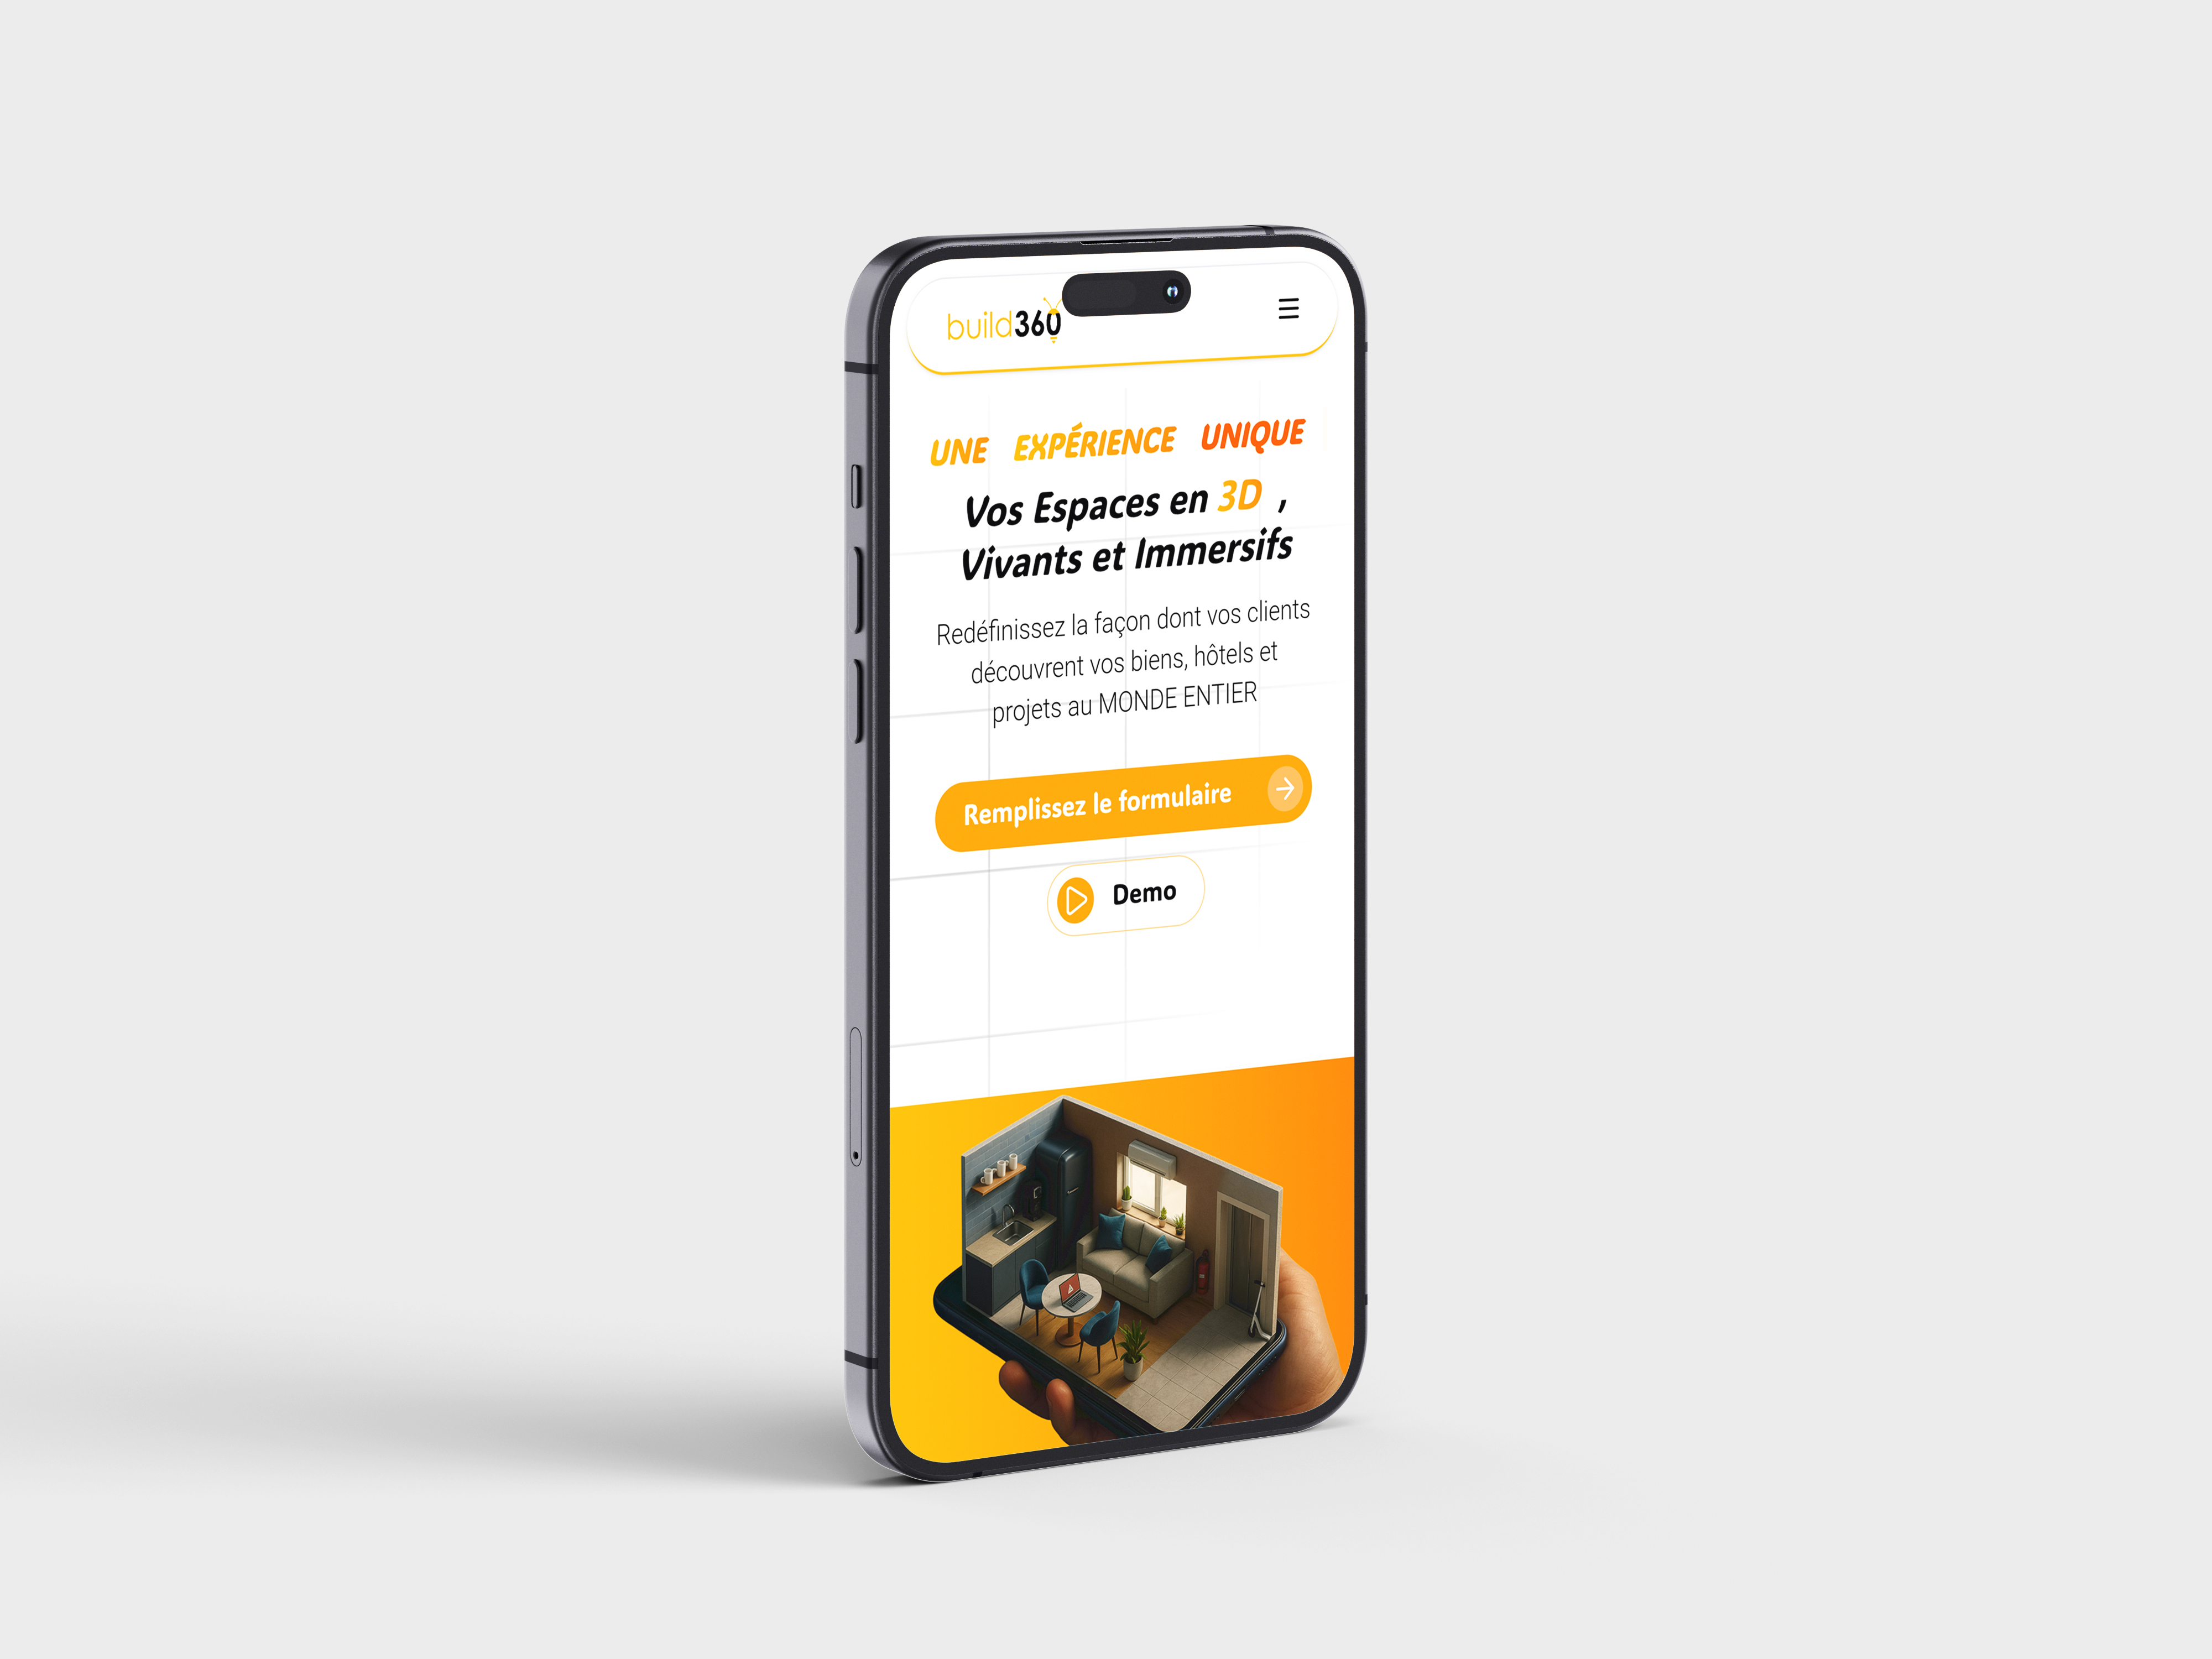 build360
UNE EXPÉRIENCE UNIQUE
Vos Espaces en 3D ,
Vivants et Immersifs
Redéfinissez la façon dont vos clients
découvrent vos biens, hôtels et
projets au MONDE ENTIER
Remplissez le formulaire
Demo